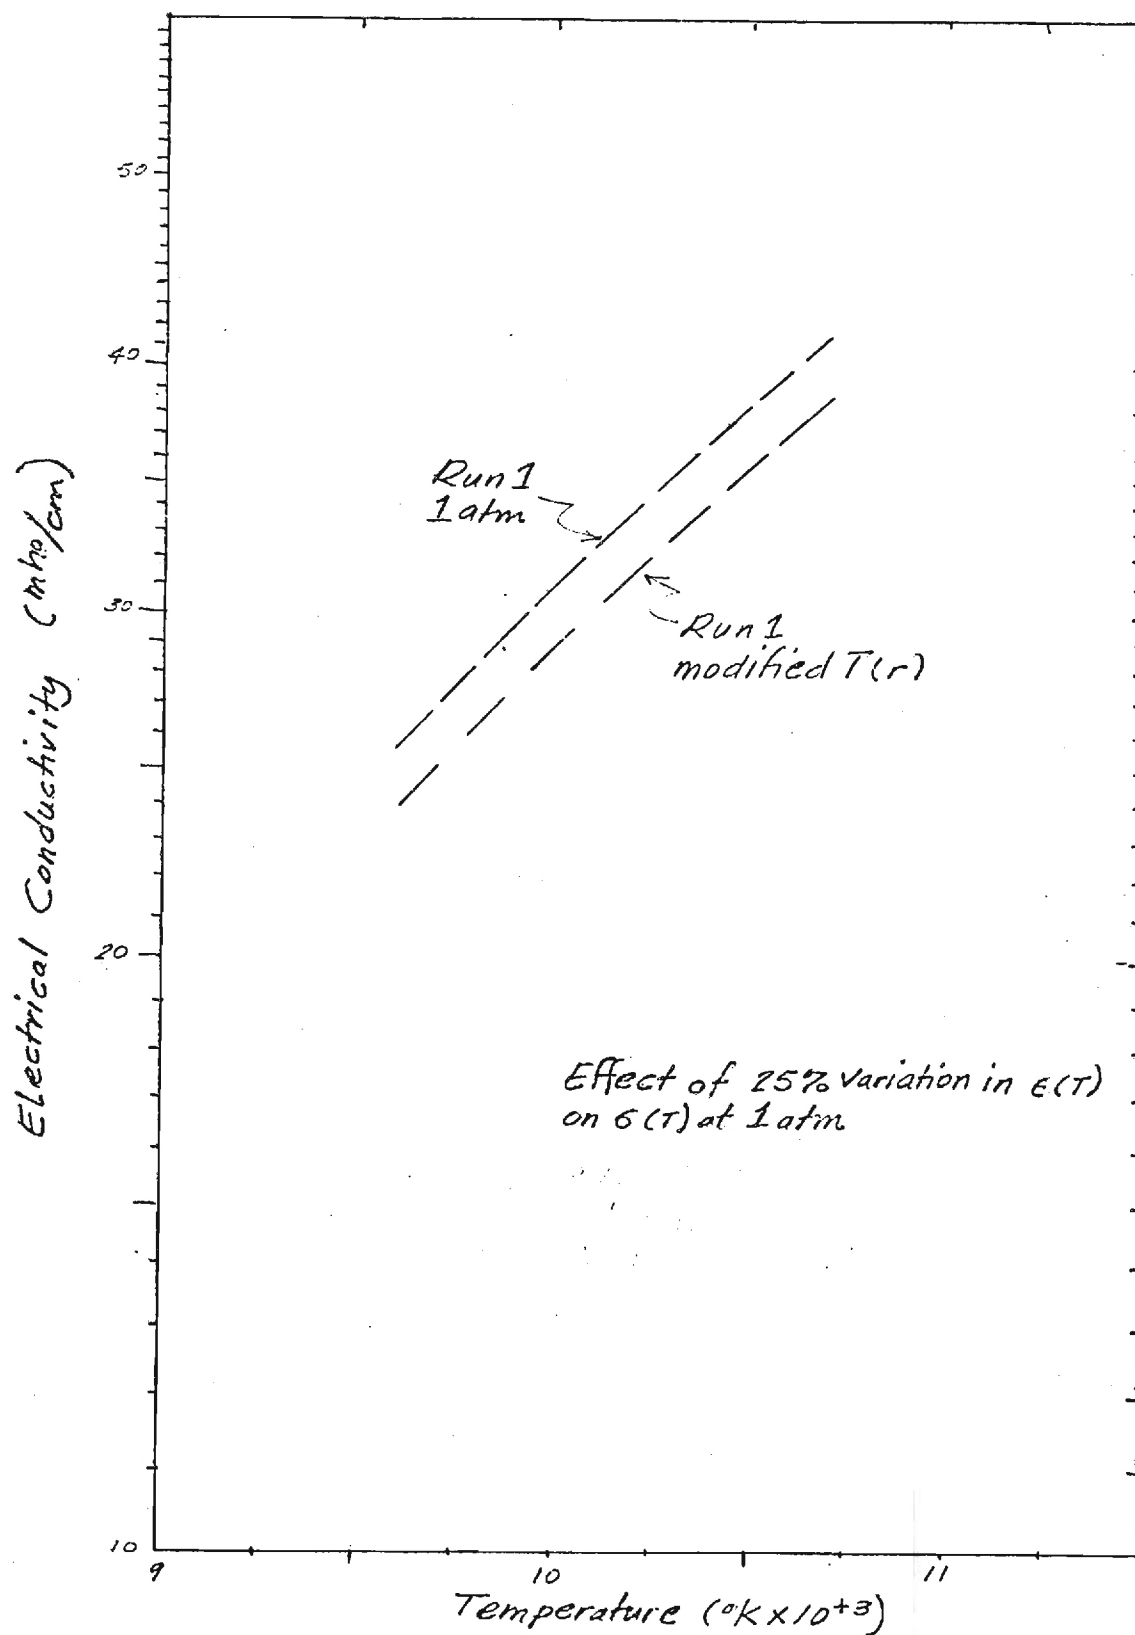 50
40
30
20
10
Electrical Conductivity (mho/cm)
Run 1
1 atm
Run 1
modified T(r)
Effect of 25% variation in ϵ(T)
on σ(T) at 1 atm
9 10 11
Temperature (°K x 10+3)